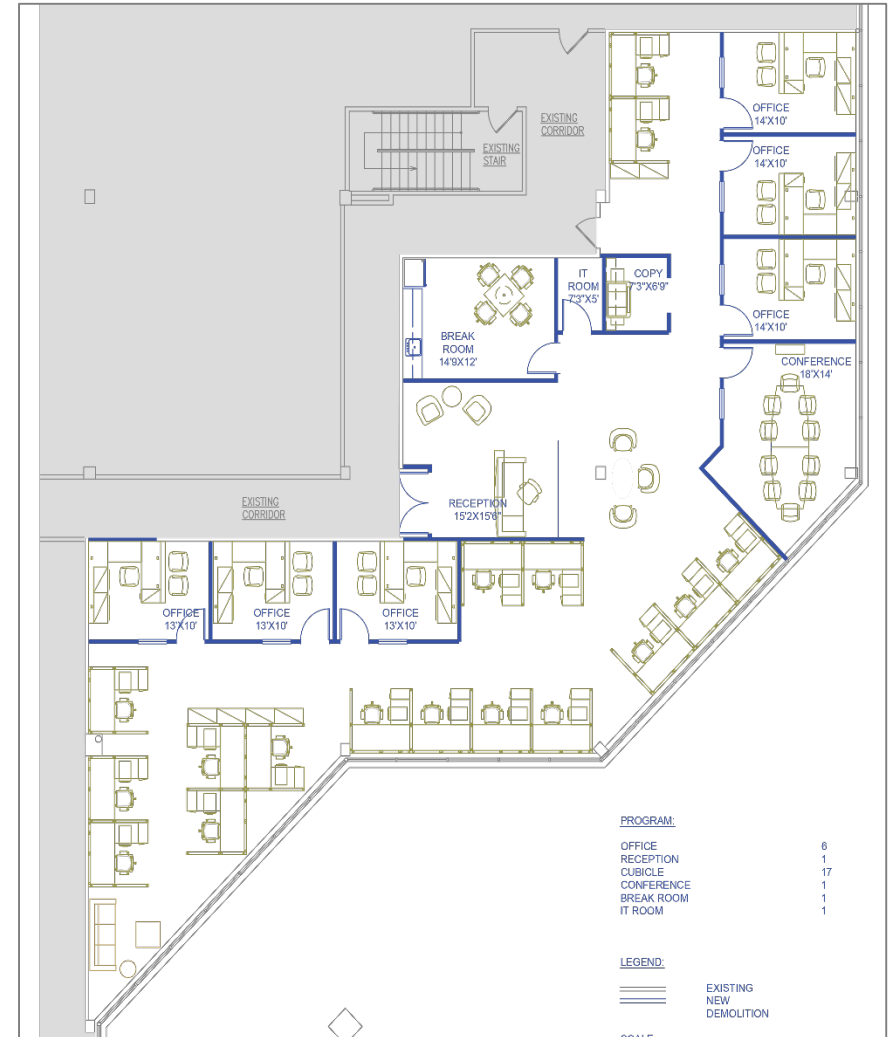 OFFICE
14'X10'
EXISTING
CORRIDOR
EXISTING
STAIR
OFFICE
14'X10'
IT
ROOM
7'3"X5'
COPY
7'3"X6'9"
OFFICE
14'X10'
BREAK
ROOM
14'9X12'
CONFERENCE
18'X14'
EXISTING
CORRIDOR
RECEPTION
15'2X15'6"
OFFICE
13'X10'
OFFICE
13'X10'
OFFICE
13'X10'
PROGRAM:
OFFICE 6
RECEPTION 1
CUBICLE 17
CONFERENCE 1
BREAK ROOM 1
IT ROOM 1
LEGEND:
EXISTING
NEW
DEMOLITION